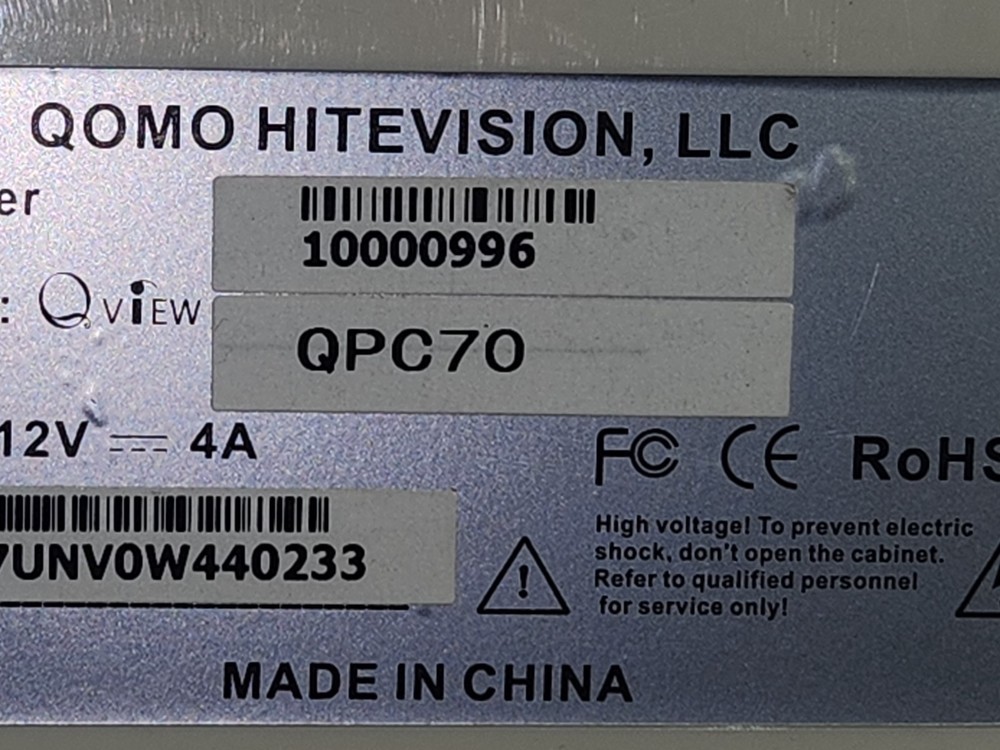 QOMO HITEVISION, LLC
er
10000996
: QVIEW
QPC70
12V ⎓ 4A
FC CE RoHS
7UNV0W440233
High voltage! To prevent electric
shock, don't open the cabinet.
Refer to qualified personnel
for service only!
MADE IN CHINA